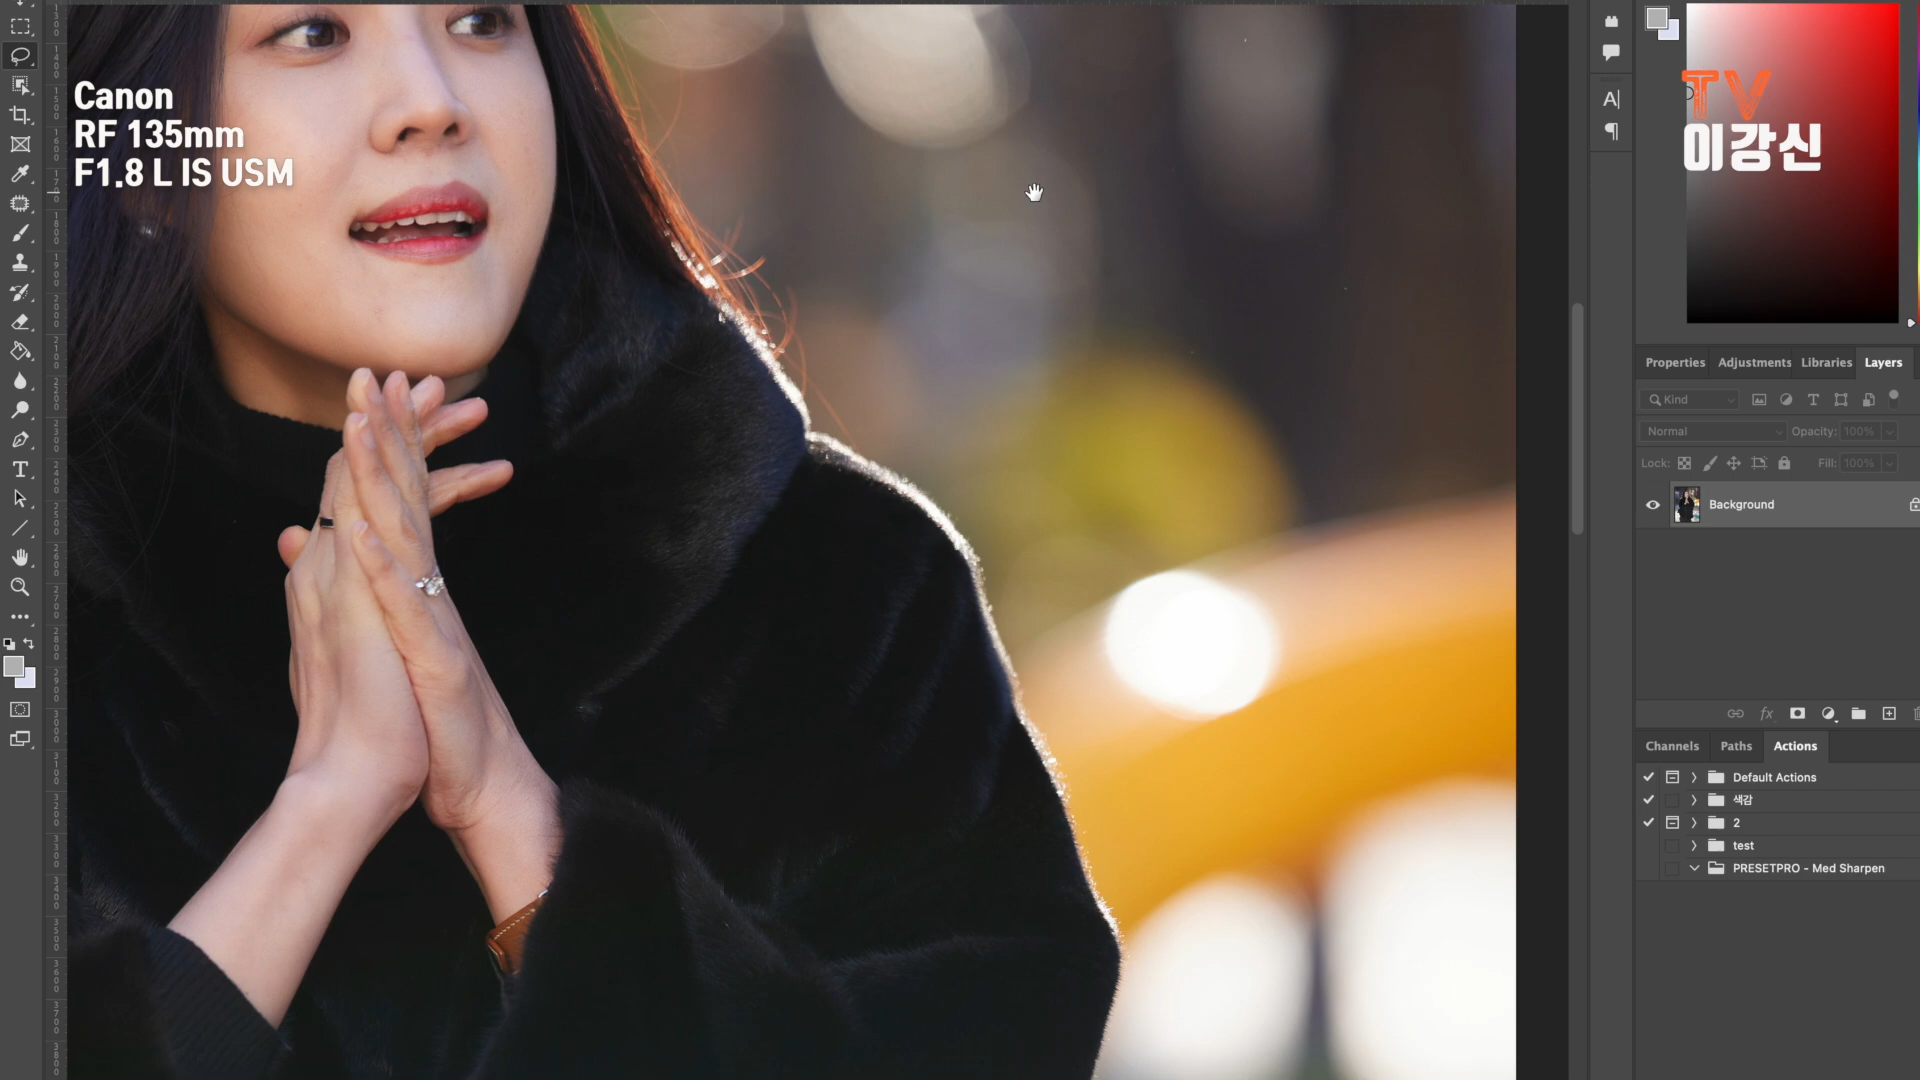 Canon
RF 135mm
F1.8 L IS USM
TV
이강신
Properties Adjustments Libraries Layers
Kind
Normal Opacity: 100%
Lock: Fill: 100%
Background
fx
Channels Paths Actions
Default Actions
색감
2
test
PRESETPRO - Med Sharpen